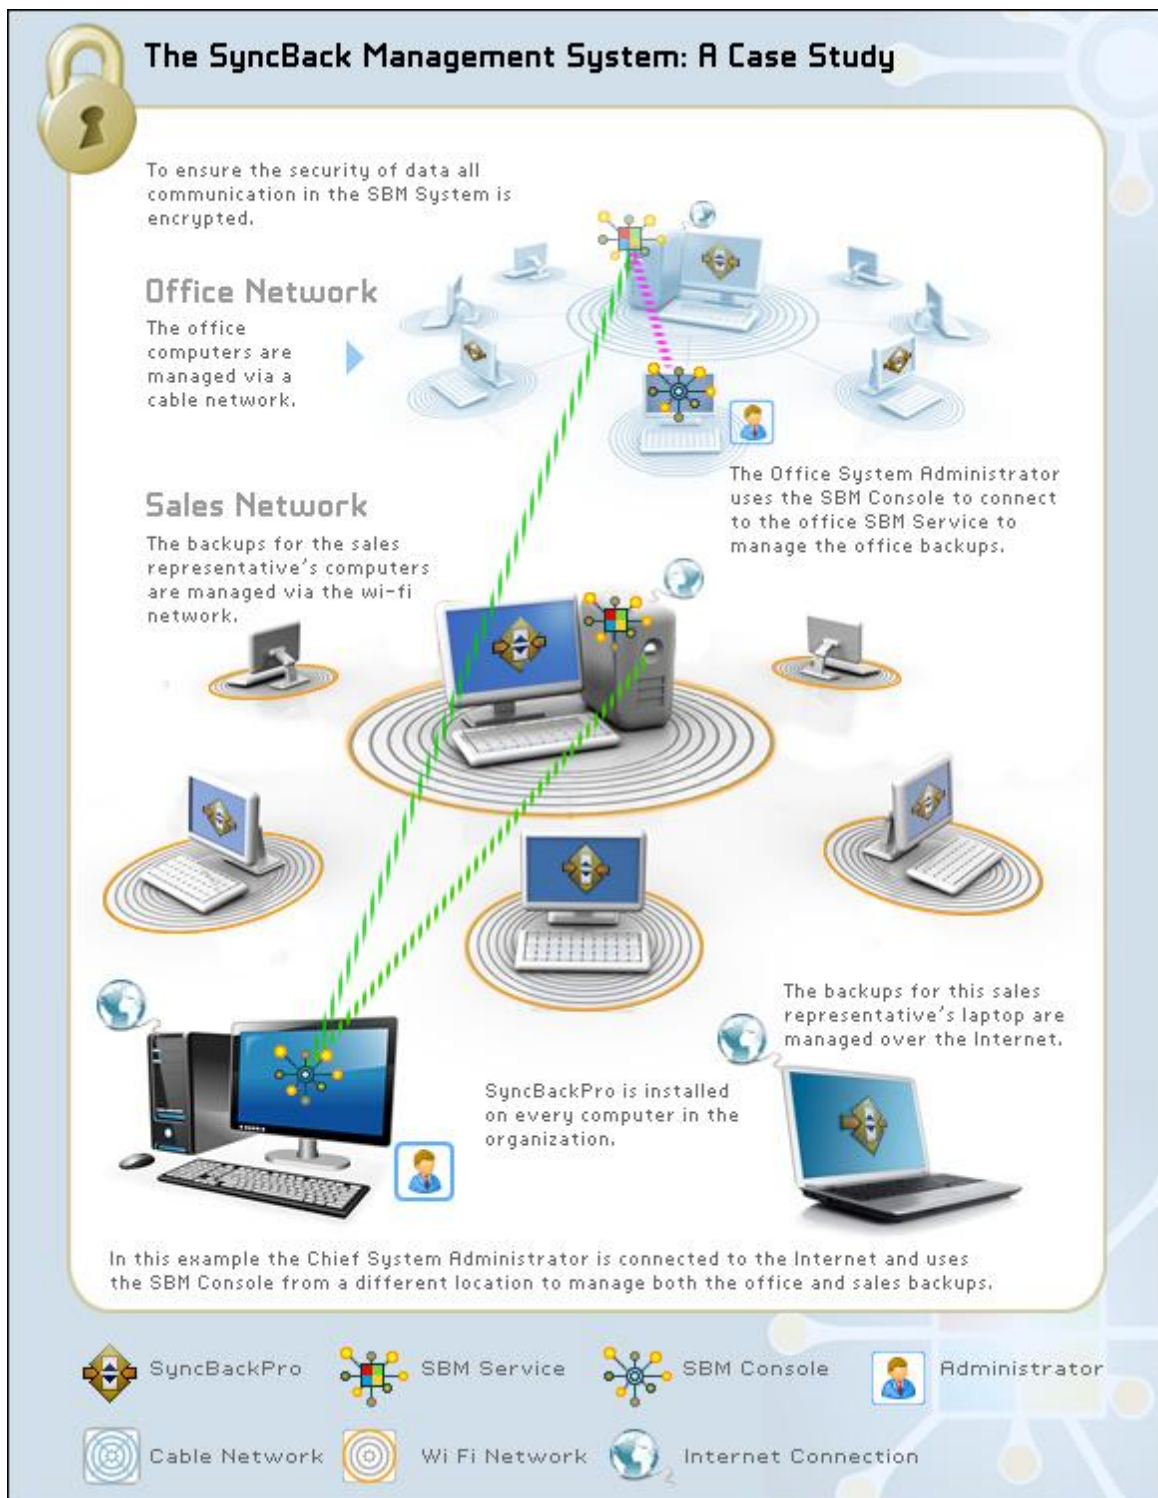 The SyncBack Management System: A Case Study
To ensure the security of data all
communication in the SBM System is
encrypted.
Office Network
The office
computers are
managed via a
cable network.
The Office System Administrator
uses the SBM Console to connect
to the office SBM Service to
manage the office backups.
Sales Network
The backups for the sales
representative's computers
are managed via the wi-fi
network.
The backups for this sales
representative's laptop are
managed over the Internet.
SyncBackPro is installed
on every computer in the
organization.
In this example the Chief System Administrator is connected to the Internet and uses
the SBM Console from a different location to manage both the office and sales backups.
SyncBackPro
SBM Service
SBM Console
Administrator
Cable Network
Wi Fi Network
Internet Connection